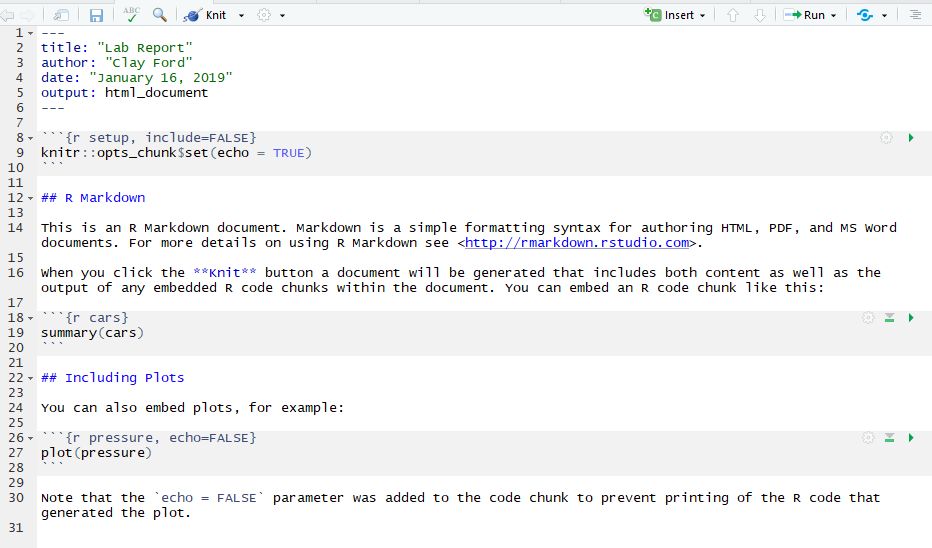 ABC Knit Insert Run
1 ---
2 title: "Lab Report"
3 author: "Clay Ford"
4 date: "January 16, 2019"
5 output: html_document
6 ---
7
8 ```{r setup, include=FALSE}
9 knitr::opts_chunk$set(echo = TRUE)
10 ```
11
12 ## R Markdown
13
14 This is an R Markdown document. Markdown is a simple formatting syntax for authoring HTML, PDF, and MS Word
documents. For more details on using R Markdown see <http://rmarkdown.rstudio.com>.
15
16 When you click the **Knit** button a document will be generated that includes both content as well as the
output of any embedded R code chunks within the document. You can embed an R code chunk like this:
17
18 ```{r cars}
19 summary(cars)
20 ```
21
22 ## Including Plots
23
24 You can also embed plots, for example:
25
26 ```{r pressure, echo=FALSE}
27 plot(pressure)
28 ```
29
30 Note that the `echo = FALSE` parameter was added to the code chunk to prevent printing of the R code that
generated the plot.
31